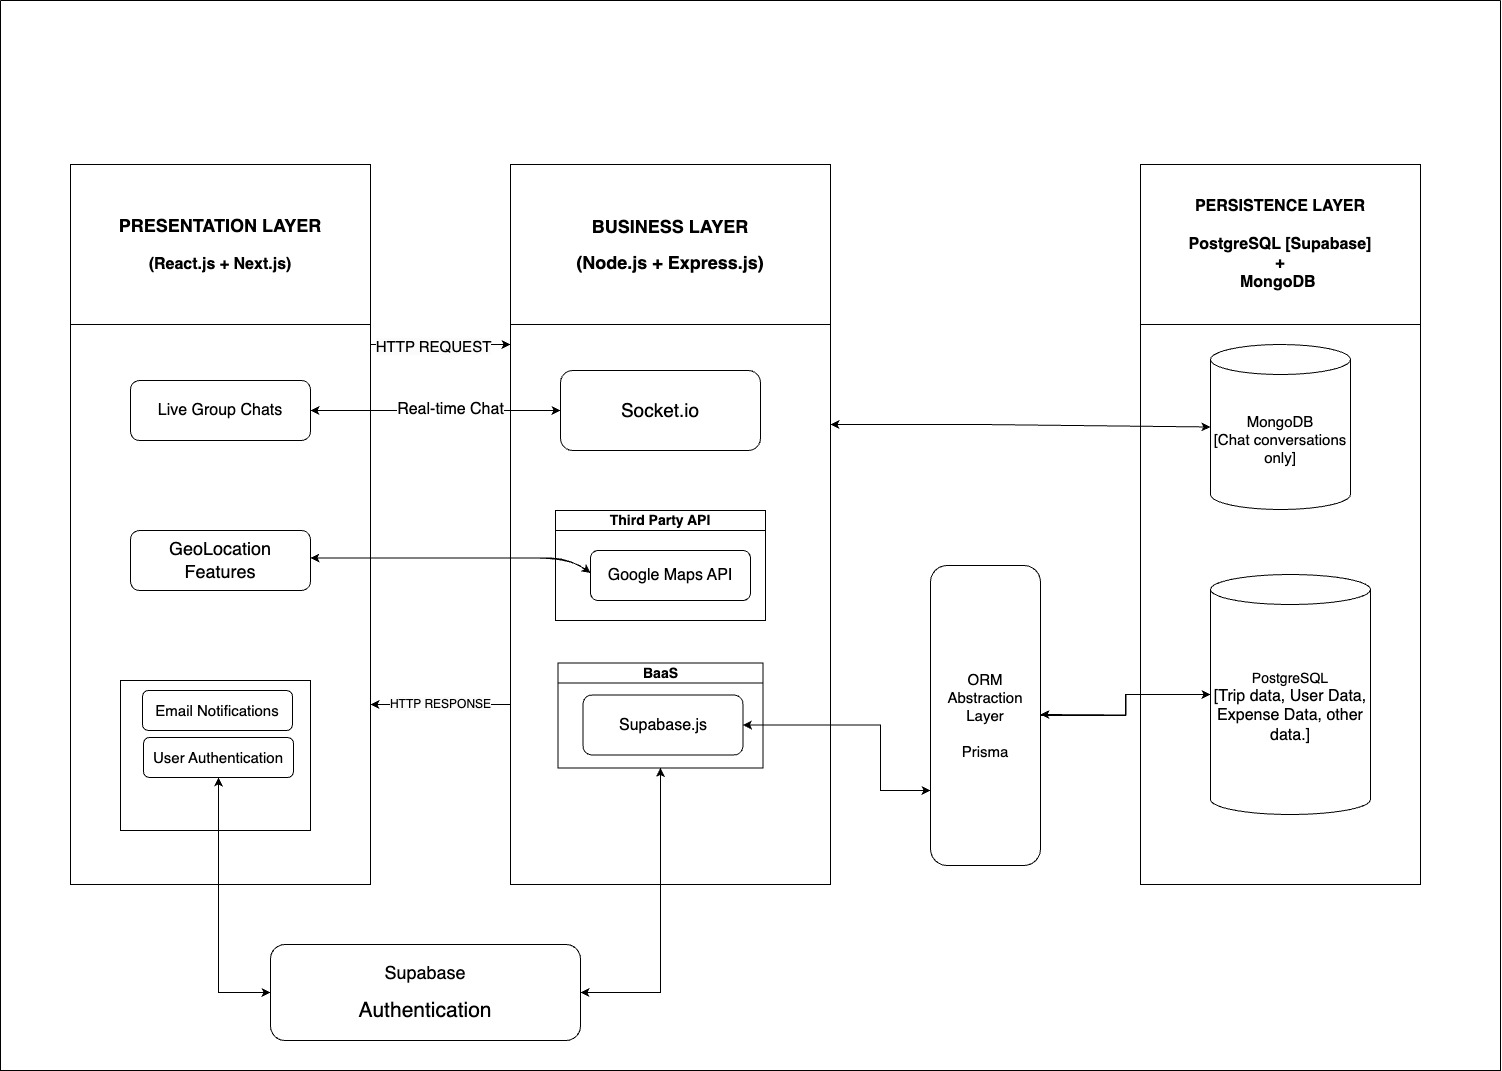 PRESENTATION LAYER
(React.js + Next.js)
BUSINESS LAYER
(Node.js + Express.js)
PERSISTENCE LAYER
PostgreSQL [Supabase]
+
MongoDB
HTTP REQUEST
Live Group Chats
Real-time Chat
Socket.io
MongoDB
[Chat conversations
only]
Third Party API
GeoLocation
Features
Google Maps API
BaaS
Supabase.js
Email Notifications
User Authentication
HTTP RESPONSE
ORM
Abstraction
Layer
Prisma
PostgreSQL
[Trip data, User Data,
Expense Data, other
data.]
Supabase
Authentication